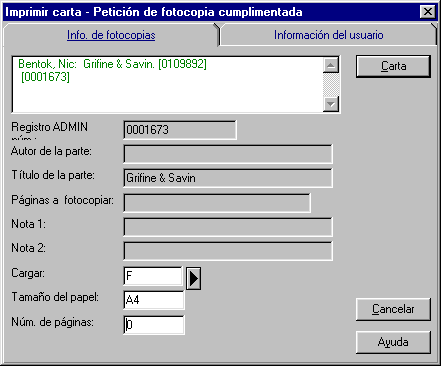 Imprimir carta - Petición de fotocopia cumplimentada
Info. de fotocopias
Información del usuario
Bentok, Nic: Grifine & Savin. [0109892]
[0001673]
Carta
Registro ADMIN
0001673
Autor de la parte:
Título de la parte:
Grifine & Savin
Páginas a fotocopiar:
Nota 1:
Nota 2:
Cargar:
F
Tamaño del papel:
A4
Núm. de páginas:
0
Cancelar
Ayuda